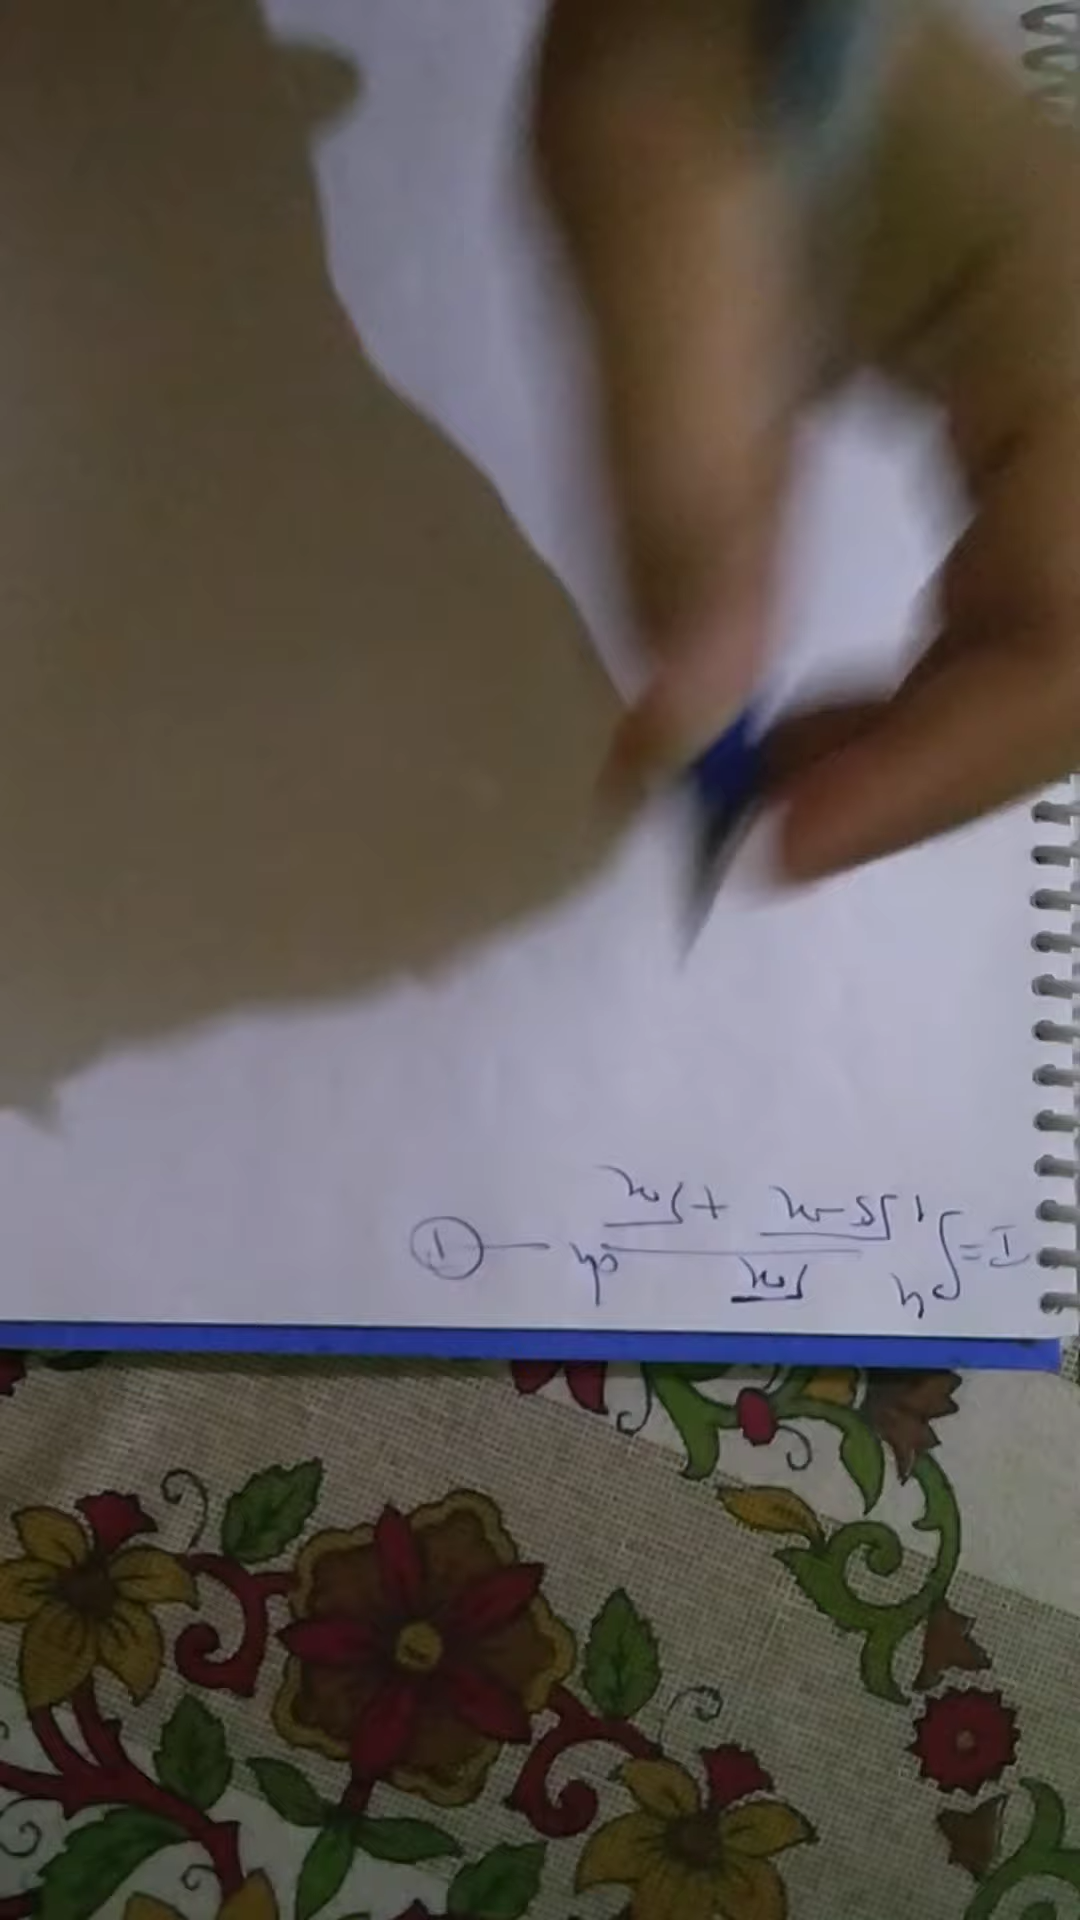 I = ∫₁⁴ √x / (√(5-x) + √x) dx — ①